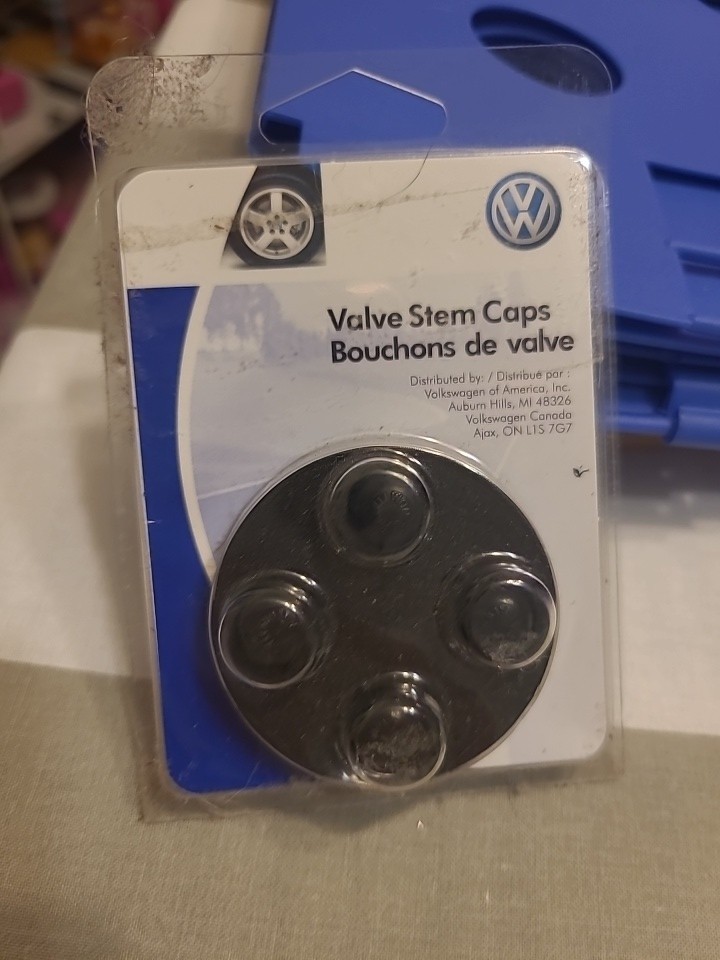 VW
Valve Stem Caps
Bouchons de valve
Distributed by: / Distribué par :
Volkswagen of America, Inc.
Auburn Hills, MI 48326
Volkswagen Canada
Ajax, ON L1S 7G7